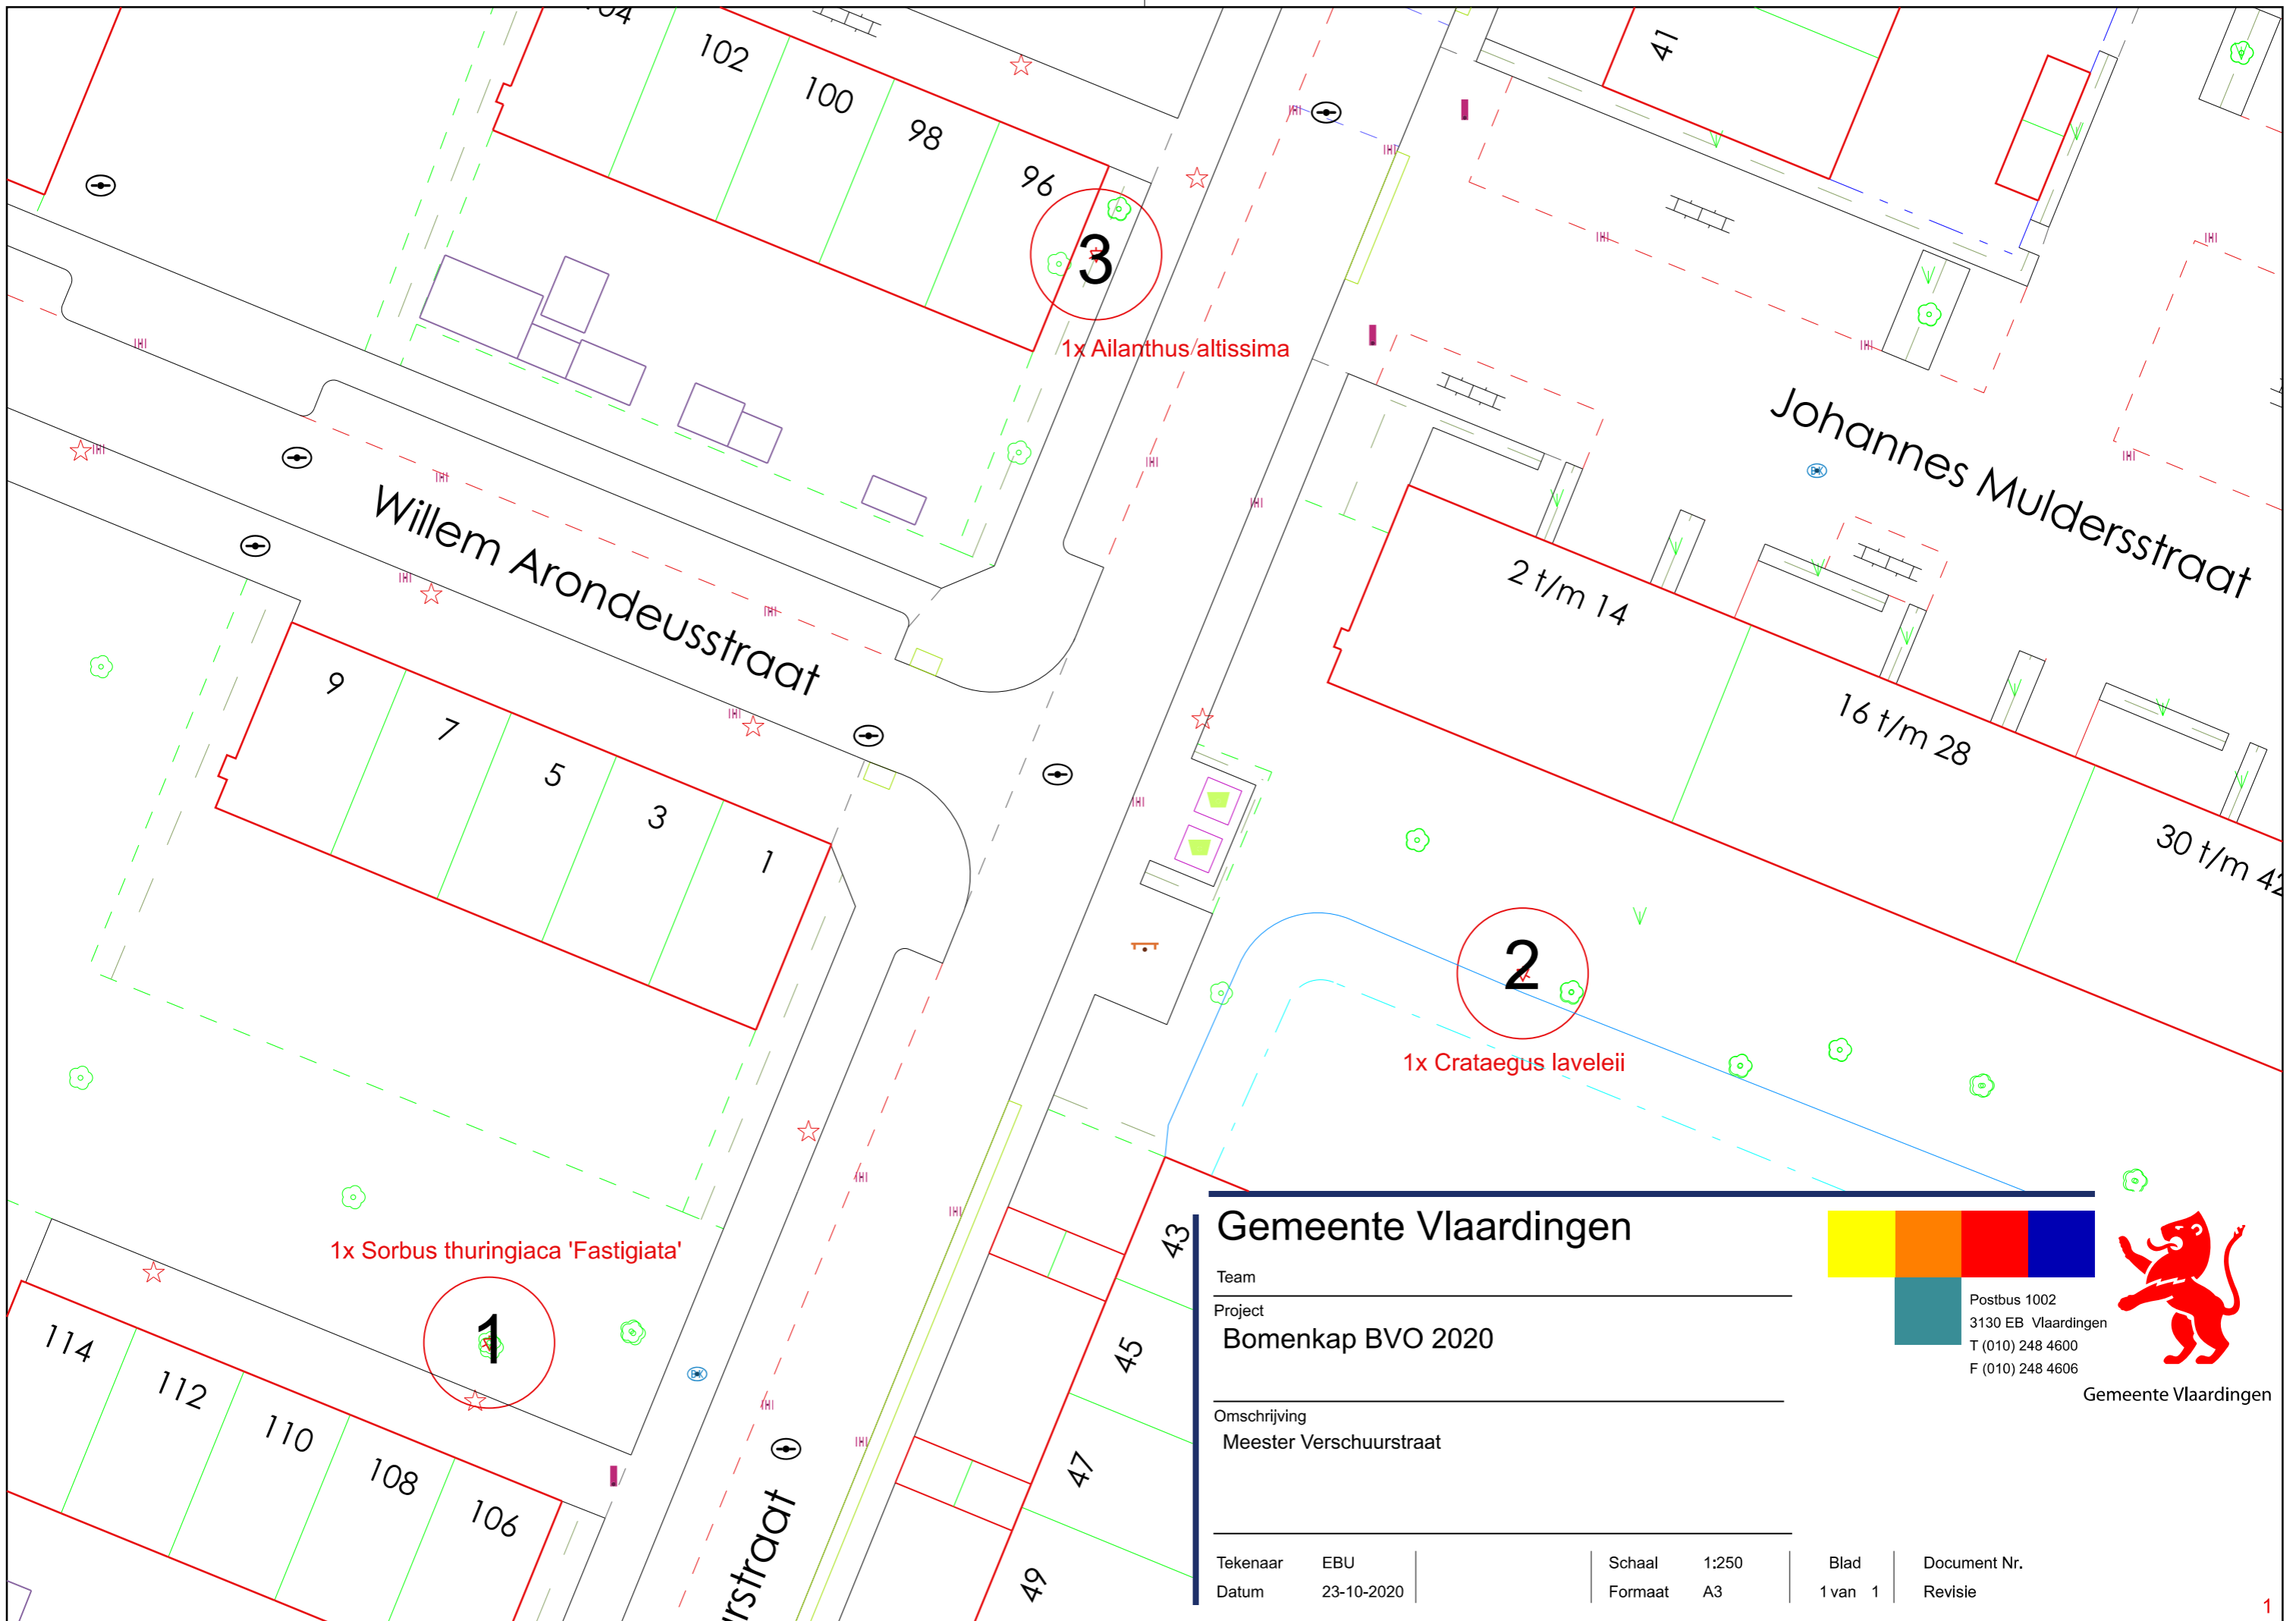 104
102
100
98
96
41
3
1x Ailanthus altissima
Johannes Muldersstraat
Willem Arondeusstraat
2 t/m 14
16 t/m 28
30 t/m 42
9
7
5
3
1
2
1x Crataegus laveleii
1x Sorbus thuringiaca 'Fastigiata'
1
114
112
110
108
106
43
45
47
49
rstraat
Gemeente Vlaardingen
Team
Project
Bomenkap BVO 2020
Omschrijving
Meester Verschuurstraat
Postbus 1002
3130 EB Vlaardingen
T (010) 248 4600
F (010) 248 4606
Gemeente Vlaardingen
Tekenaar EBU Schaal 1:250 Blad Document Nr.
Datum 23-10-2020 Formaat A3 1 van 1 Revisie
1